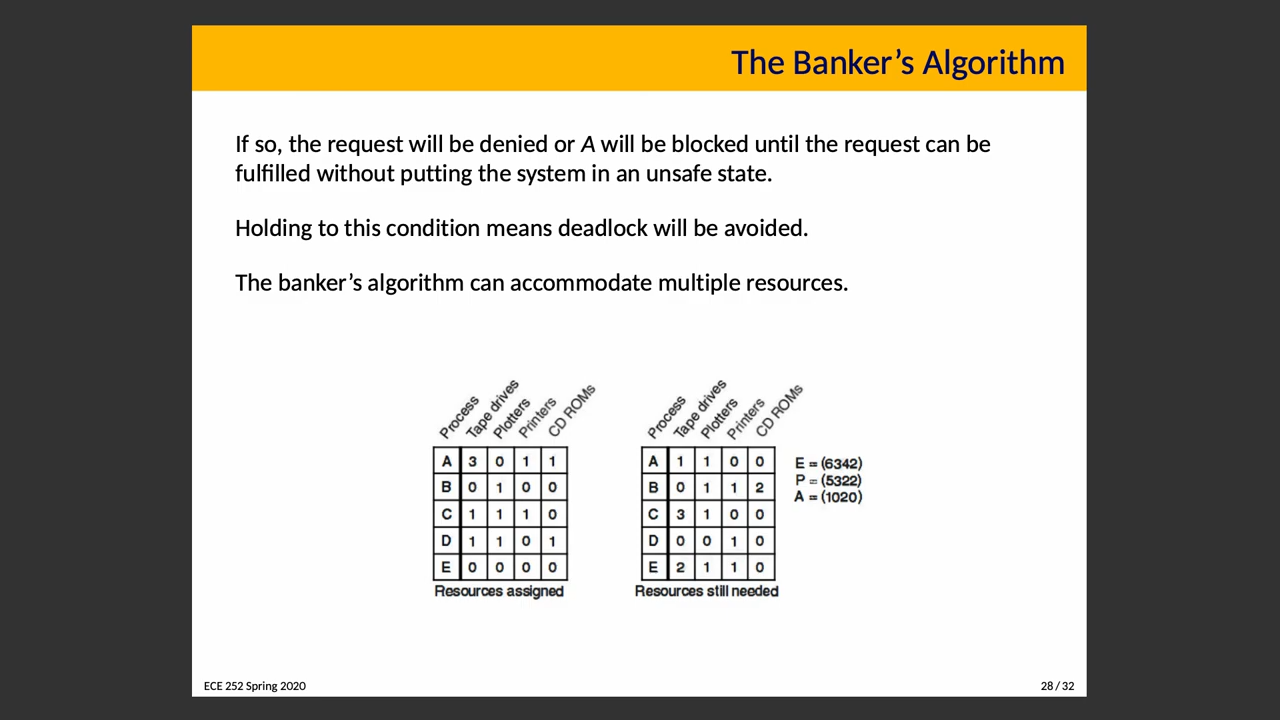 The Banker’s Algorithm
If so, the request will be denied or A will be blocked until the request can be
fulfilled without putting the system in an unsafe state.
Holding to this condition means deadlock will be avoided.
The banker’s algorithm can accommodate multiple resources.
Process Tape drives Plotters Printers CD ROMs
A 3 0 1 1
B 0 1 0 0
C 1 1 1 0
D 1 1 0 1
E 0 0 0 0
Resources assigned
Process Tape drives Plotters Printers CD ROMs
A 1 1 0 0
B 0 1 1 2
C 3 1 0 0
D 0 0 1 0
E 2 1 1 0
Resources still needed
E = (6342)
P = (5322)
A = (1020)
ECE 252 Spring 2020
28 / 32